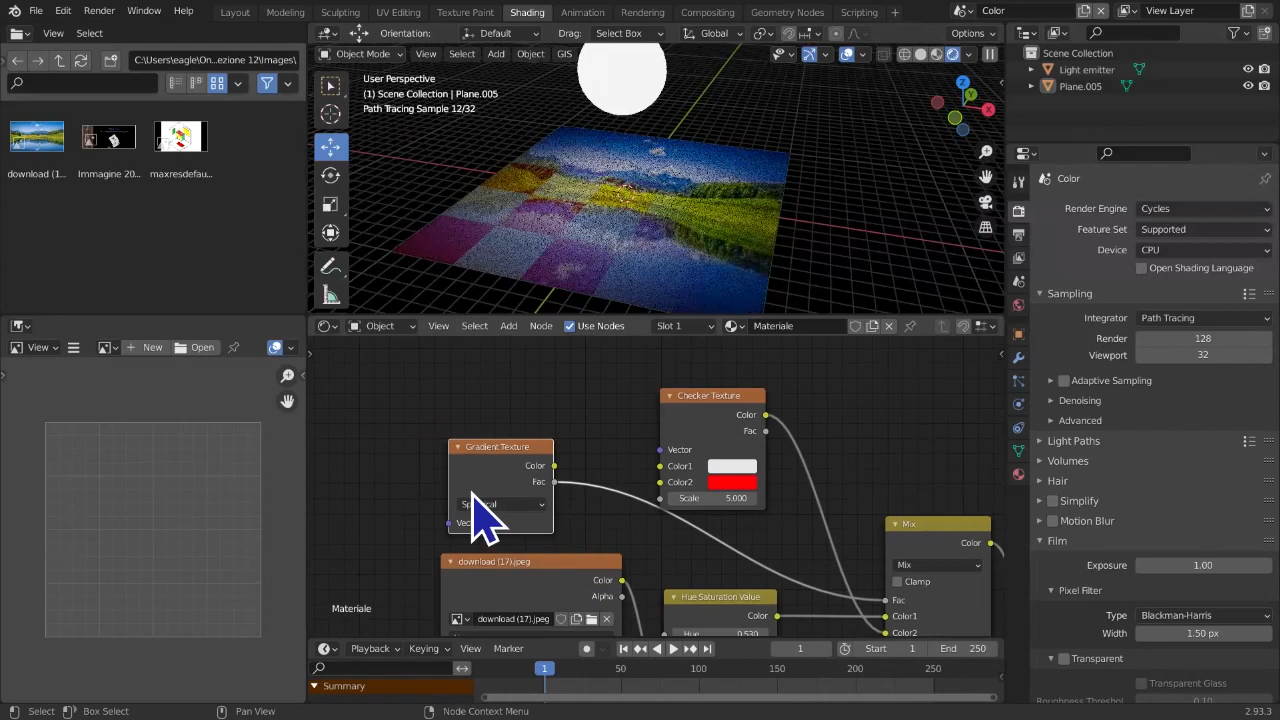 File Edit Render Window Help Layout Modeling Sculpting UV Editing Texture Paint Shading Animation Rendering Compositing Geometry Nodes Scripting + Color View Layer
View Select Orientation: Default Drag: Select Box Global Options
C:\Users\eagle\On...ezione 12\Images\
Object Mode View Select Add Object GIS
User Perspective
(1) Scene Collection | Plane.005
Path Tracing Sample 12/32
Z
Y
X
download (1...
Immagine 20...
maxresdefau...
Scene Collection
Light emitter
Plane.005
Color
Render Engine Cycles
Feature Set Supported
Device CPU
Open Shading Language
Sampling
Integrator Path Tracing
Render 128
Viewport 32
Adaptive Sampling
Denoising
Advanced
Light Paths
Volumes
Hair
Simplify
Motion Blur
Film
Exposure 1.00
Pixel Filter
Type Blackman-Harris
Width 1.50 px
Transparent
Transparent Glass
View New Open
Object View Select Add Node Use Nodes Slot 1 Materiale
Checker Texture
Color
Fac
Vector
Color1
Color2
Scale 5.000
Gradient Texture
Color
Fac
download (17).jpeg
Color
Alpha
download (17).jpeg
Hue Saturation Value
Color
Hue 0.530
Mix
Color
Mix
Clamp
Fac
Color1
Color2
Materiale
Playback Keying View Marker 1 Start 1 End 250
1 50 100 150 200 250
Summary
Select Box Select Pan View Node Context Menu 2.93.3